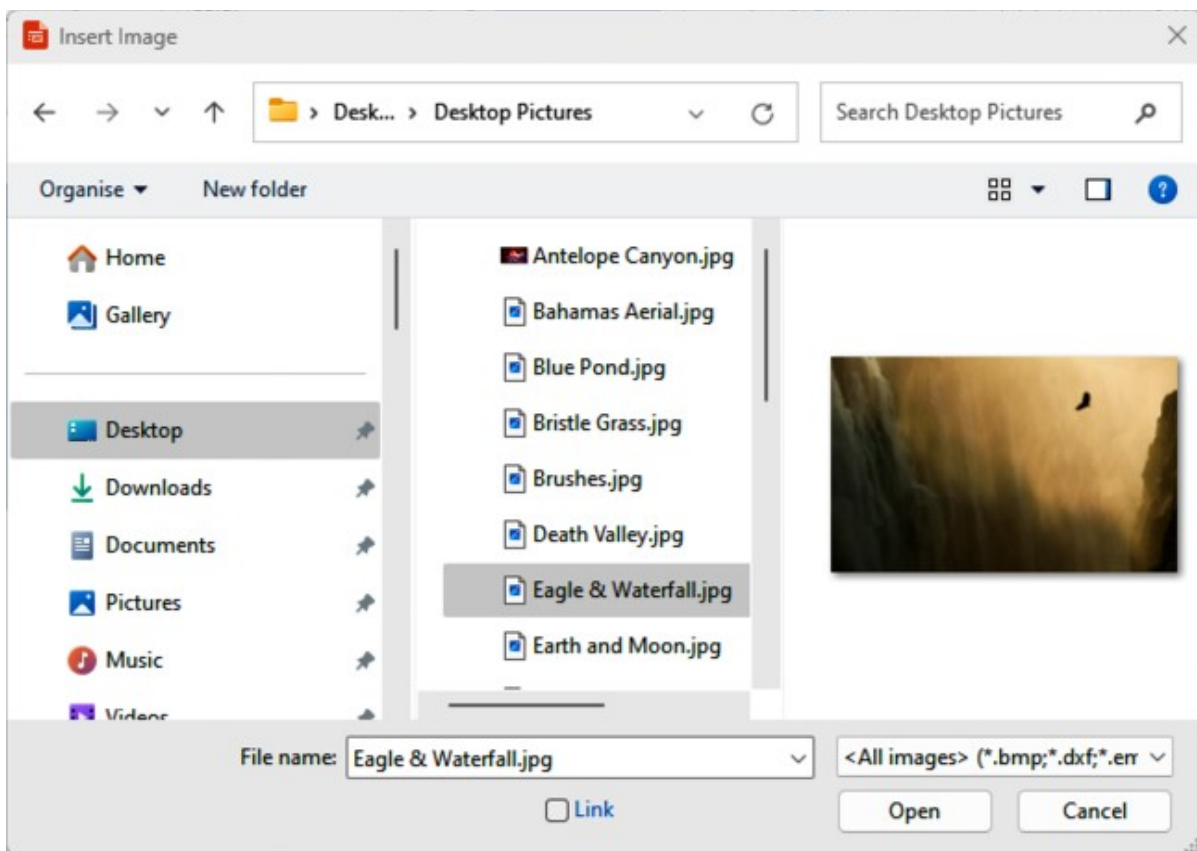 Insert Image
Desk... > Desktop Pictures
Search Desktop Pictures
Organise
New folder
Home
Gallery
Desktop
Downloads
Documents
Pictures
Music
Videos
Antelope Canyon.jpg
Bahamas Aerial.jpg
Blue Pond.jpg
Bristle Grass.jpg
Brushes.jpg
Death Valley.jpg
Eagle & Waterfall.jpg
Earth and Moon.jpg
File name: Eagle & Waterfall.jpg
<All images> (*.bmp;*.dxf;*.em
Link
Open
Cancel